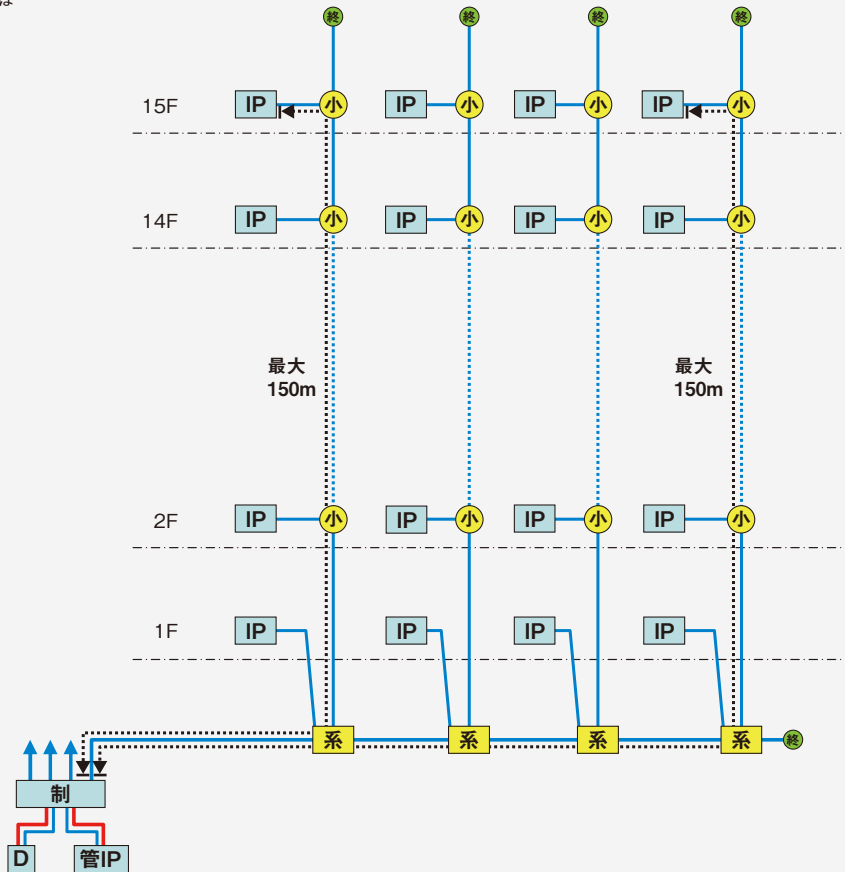 は
終 終 終 終
15F IP 小 IP 小 IP 小 IP 小
14F IP 小 IP 小 IP 小 IP 小
最大 最大
150m 150m
2F IP 小 IP 小 IP 小 IP 小
1F IP IP IP IP
系 系 系 系 終
制
D 管IP